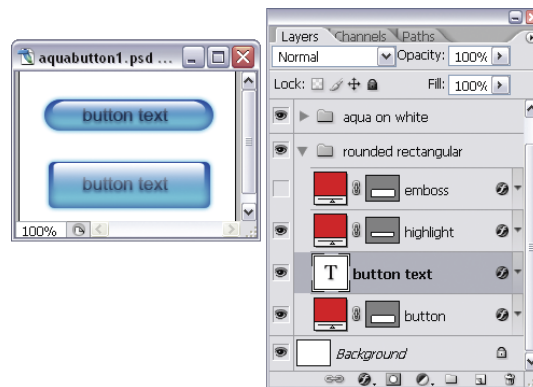 aquabutton1.psd ...
button text
button text
100%
Layers Channels Paths
Normal Opacity: 100%
Lock: Fill: 100%
aqua on white
rounded rectangular
emboss
highlight
T button text
button
Background